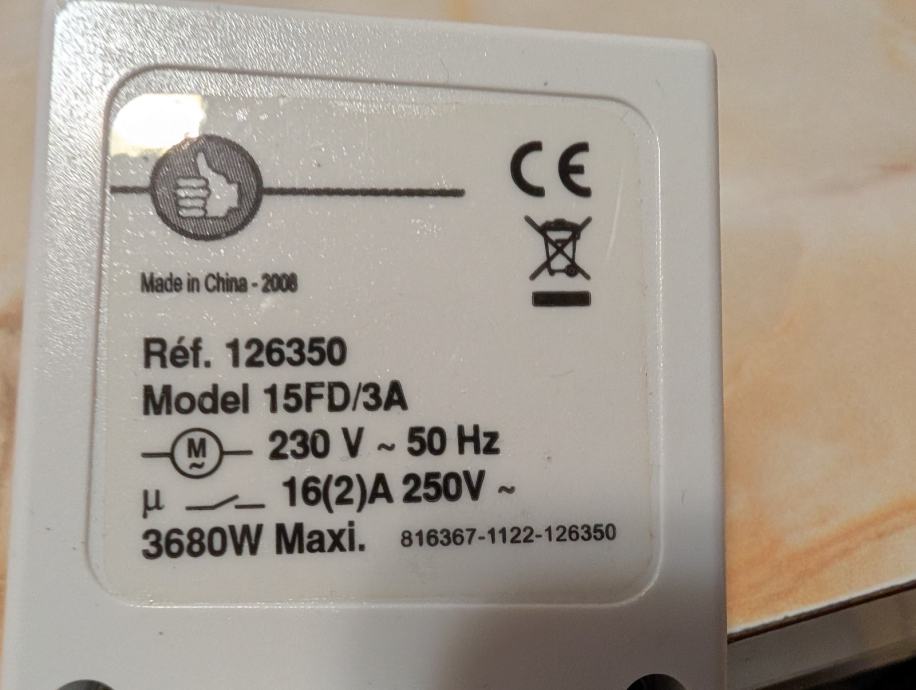 CE
Made in China - 2008
Réf. 126350
Model 15FD/3A
M ~ 230 V ~ 50 Hz
µ 16(2)A 250V ~
3680W Maxi. 816367-1122-126350